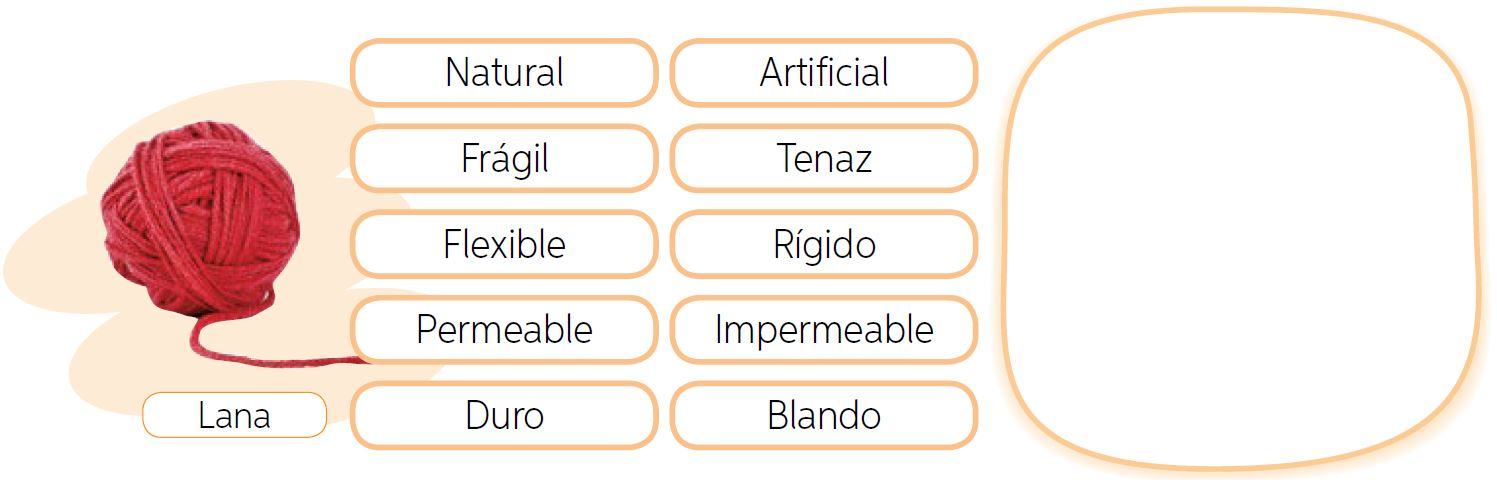 Natural
Artificial
Frágil
Tenaz
Flexible
Rígido
Permeable
Impermeable
Lana
Duro
Blando